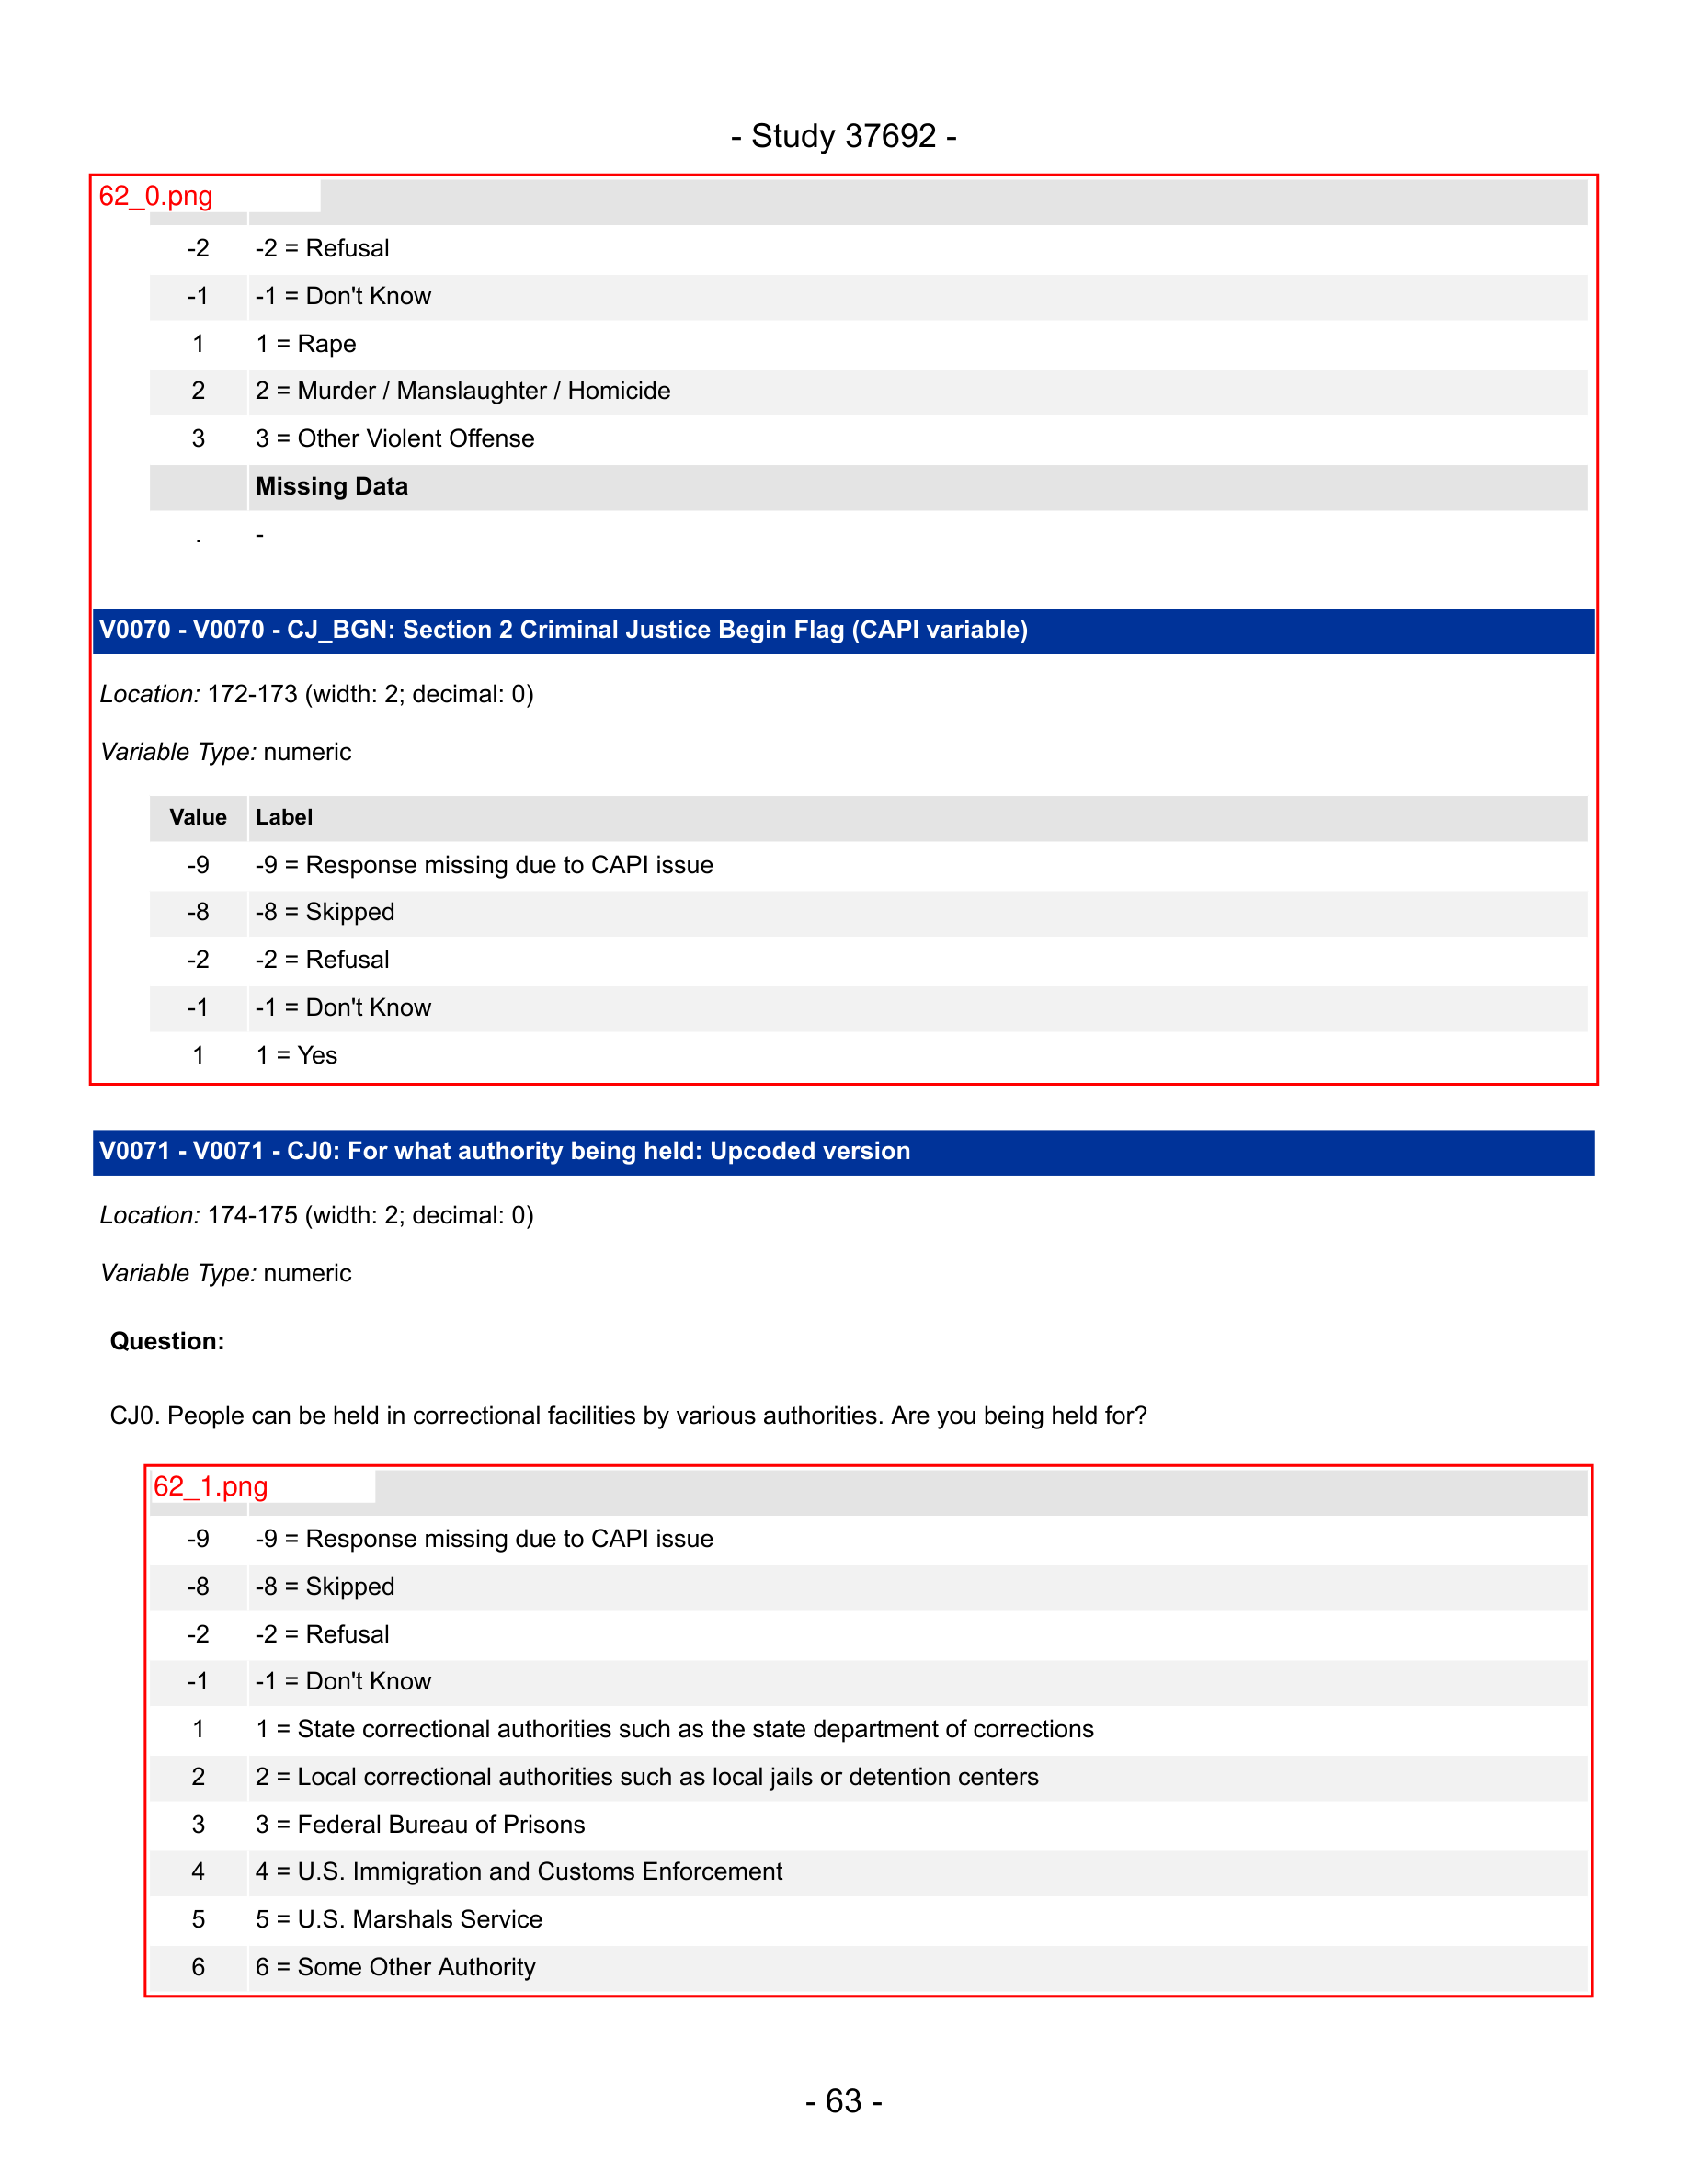 - Study 37692 -
62_0.png
-2 -2 = Refusal
-1 -1 = Don't Know
1 1 = Rape
2 2 = Murder / Manslaughter / Homicide
3 3 = Other Violent Offense
Missing Data
. -
V0070 - V0070 - CJ_BGN: Section 2 Criminal Justice Begin Flag (CAPI variable)
Location: 172-173 (width: 2; decimal: 0)
Variable Type: numeric
Value Label
-9 -9 = Response missing due to CAPI issue
-8 -8 = Skipped
-2 -2 = Refusal
-1 -1 = Don't Know
1 1 = Yes
V0071 - V0071 - CJ0: For what authority being held: Upcoded version
Location: 174-175 (width: 2; decimal: 0)
Variable Type: numeric
Question:
CJ0. People can be held in correctional facilities by various authorities. Are you being held for?
62_1.png
-9 -9 = Response missing due to CAPI issue
-8 -8 = Skipped
-2 -2 = Refusal
-1 -1 = Don't Know
1 1 = State correctional authorities such as the state department of corrections
2 2 = Local correctional authorities such as local jails or detention centers
3 3 = Federal Bureau of Prisons
4 4 = U.S. Immigration and Customs Enforcement
5 5 = U.S. Marshals Service
6 6 = Some Other Authority
- 63 -